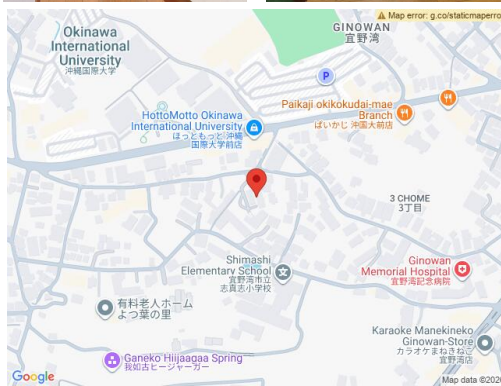 Map error: g.co/staticmaperro
GINOWAN
宜野湾
Okinawa
International
University
沖縄国際大学
P
Paikaji okikokudai-mae
Branch
ぱいかじ 沖国大前店
HottoMotto Okinawa
International University
ほっともっと 沖縄
国際大学前店
3 CHOME
3丁目
Shimashi
Elementary School
宜野湾市立
志真志小学校
Ginowan
Memorial Hospital
宜野湾記念病院
有料老人ホーム
よつ葉の里
Karaoke Manekineko
Ginowan-Store
カラオケまねきねこ
宜野湾店
Ganeko Hiijaagaa Spring
我如古ヒージャーガー
Google
Map data ©202